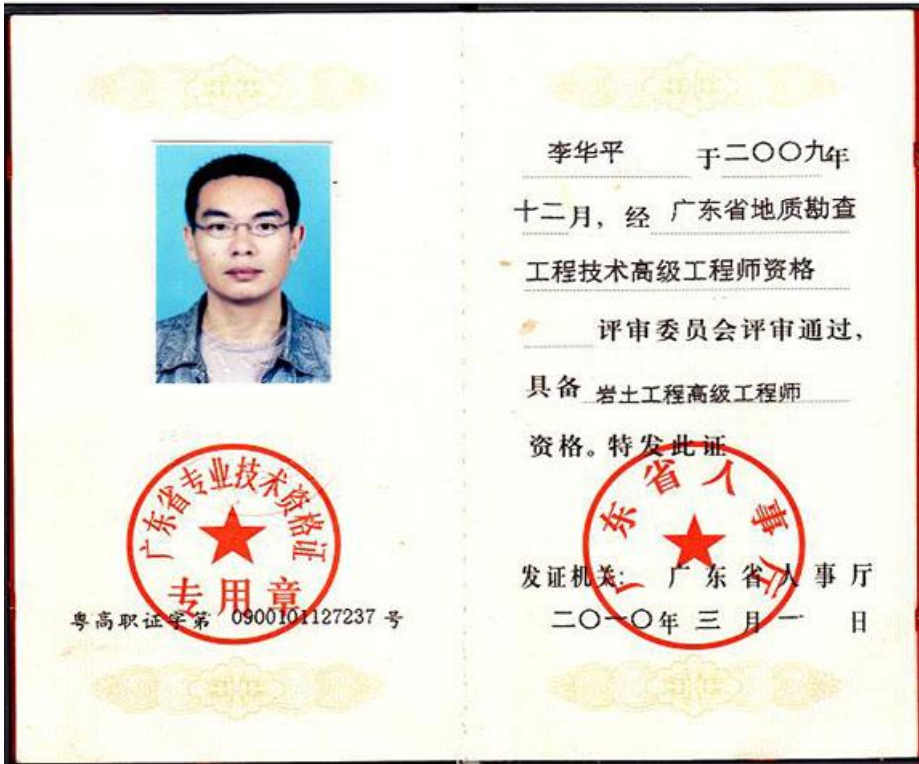 广东省专业技术资格证
专用章
粤高职证字第 0900101127237 号
李华平 于二〇〇九年
十二月，经 广东省地质勘查
工程技术高级工程师资格
评审委员会评审通过，
具备 岩土工程高级工程师
资格。特发此证
广东省人事厅
发证机关： 广东省人事厅
二〇一〇年 三 月 一 日